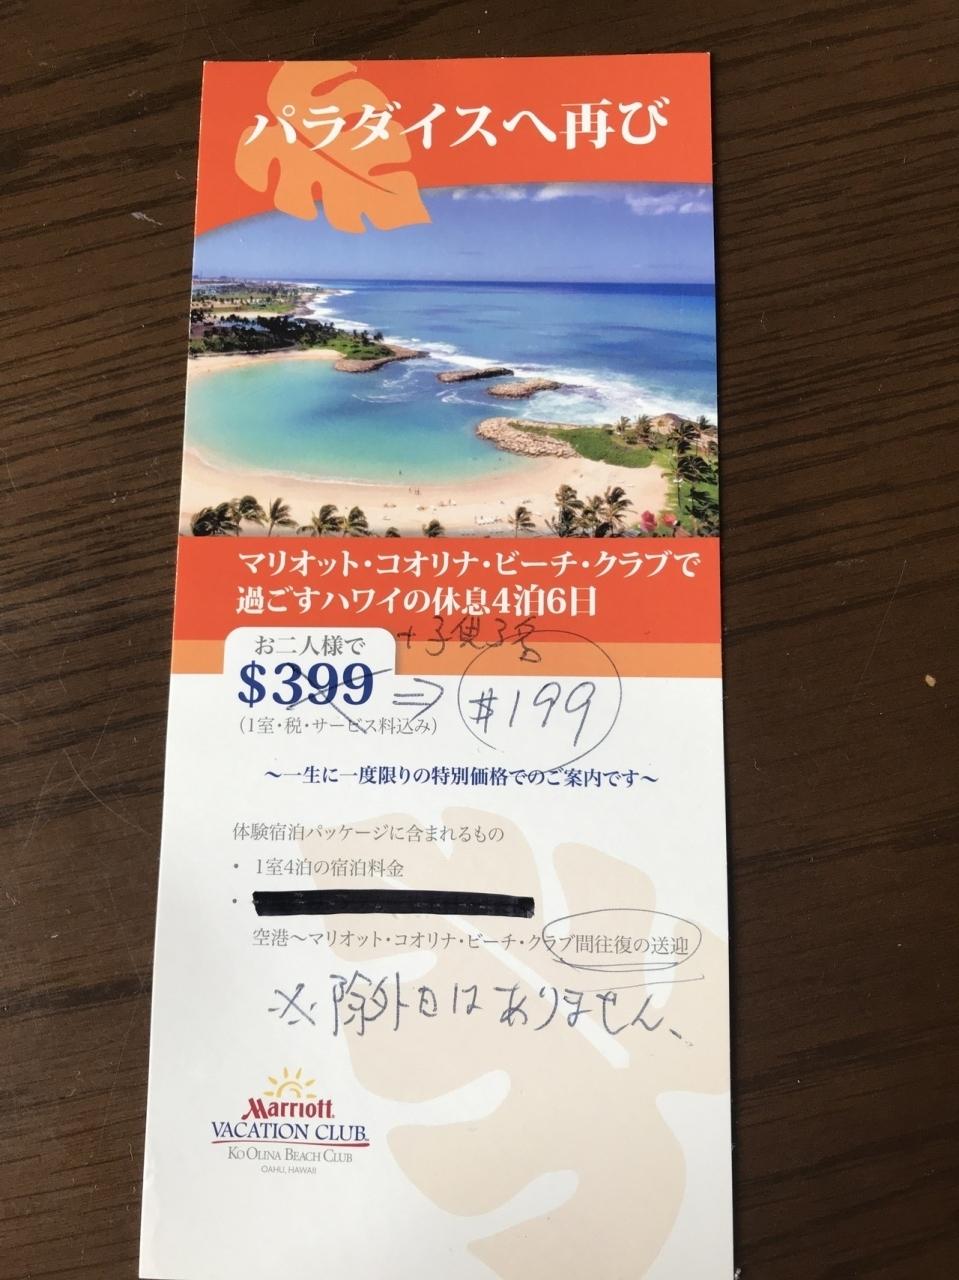 パラダイスへ再び
マリオット・コオリナ・ビーチ・クラブで
過ごすハワイの休息4泊6日
お二人様で
+子供
$399 ⇒ $199
(1室・税・サービス料込み)
〜一生に一度限りの特別価格でのご案内です〜
体験宿泊パッケージに含まれるもの
・ 1室4泊の宿泊料金
・
空港〜マリオット・コオリナ・ビーチ・クラブ間往復の送迎
※除外日はありません、
Marriott
VACATION CLUB
KO OLINA BEACH CLUB
OAHU, HAWAII